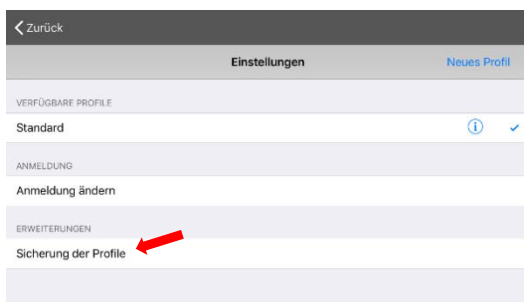 Zurück
Einstellungen
Neues Profil
VERFÜGBARE PROFILE
Standard
ANMELDUNG
Anmeldung ändern
ERWEITERUNGEN
Sicherung der Profile